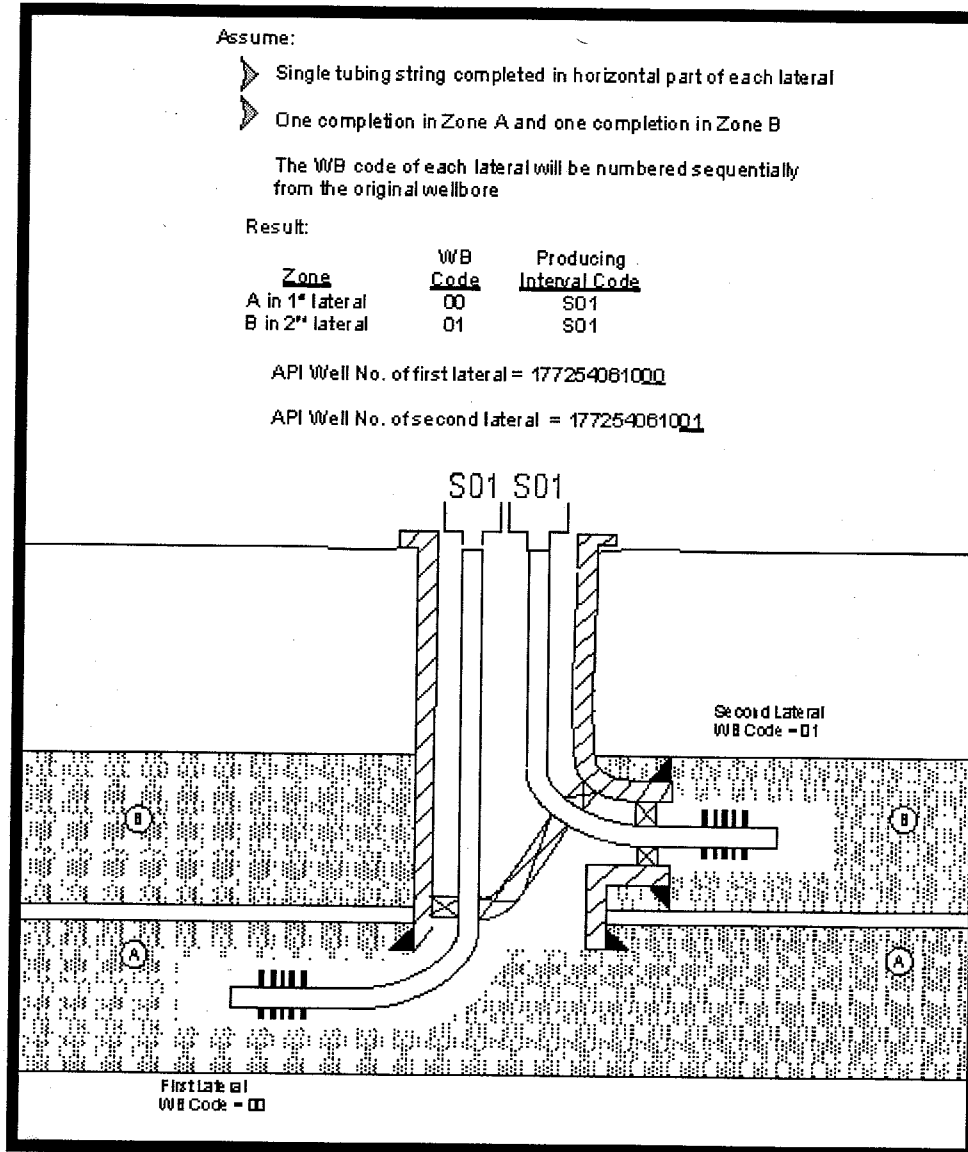 Assume:
Single tubing string completed in horizontal part of each lateral
One completion in Zone A and one completion in Zone B
The WB code of each lateral will be numbered sequentially
from the original wellbore
Result:
WB Producing
Zone Code Interval Code
A in 1st lateral 00 S01
B in 2nd lateral 01 S01
API Well No. of first lateral = 177254061000
API Well No. of second lateral = 177254061001
S01 S01
Second Lateral
WB Code = 01
B B
A A
First Lateral
WB Code = 00